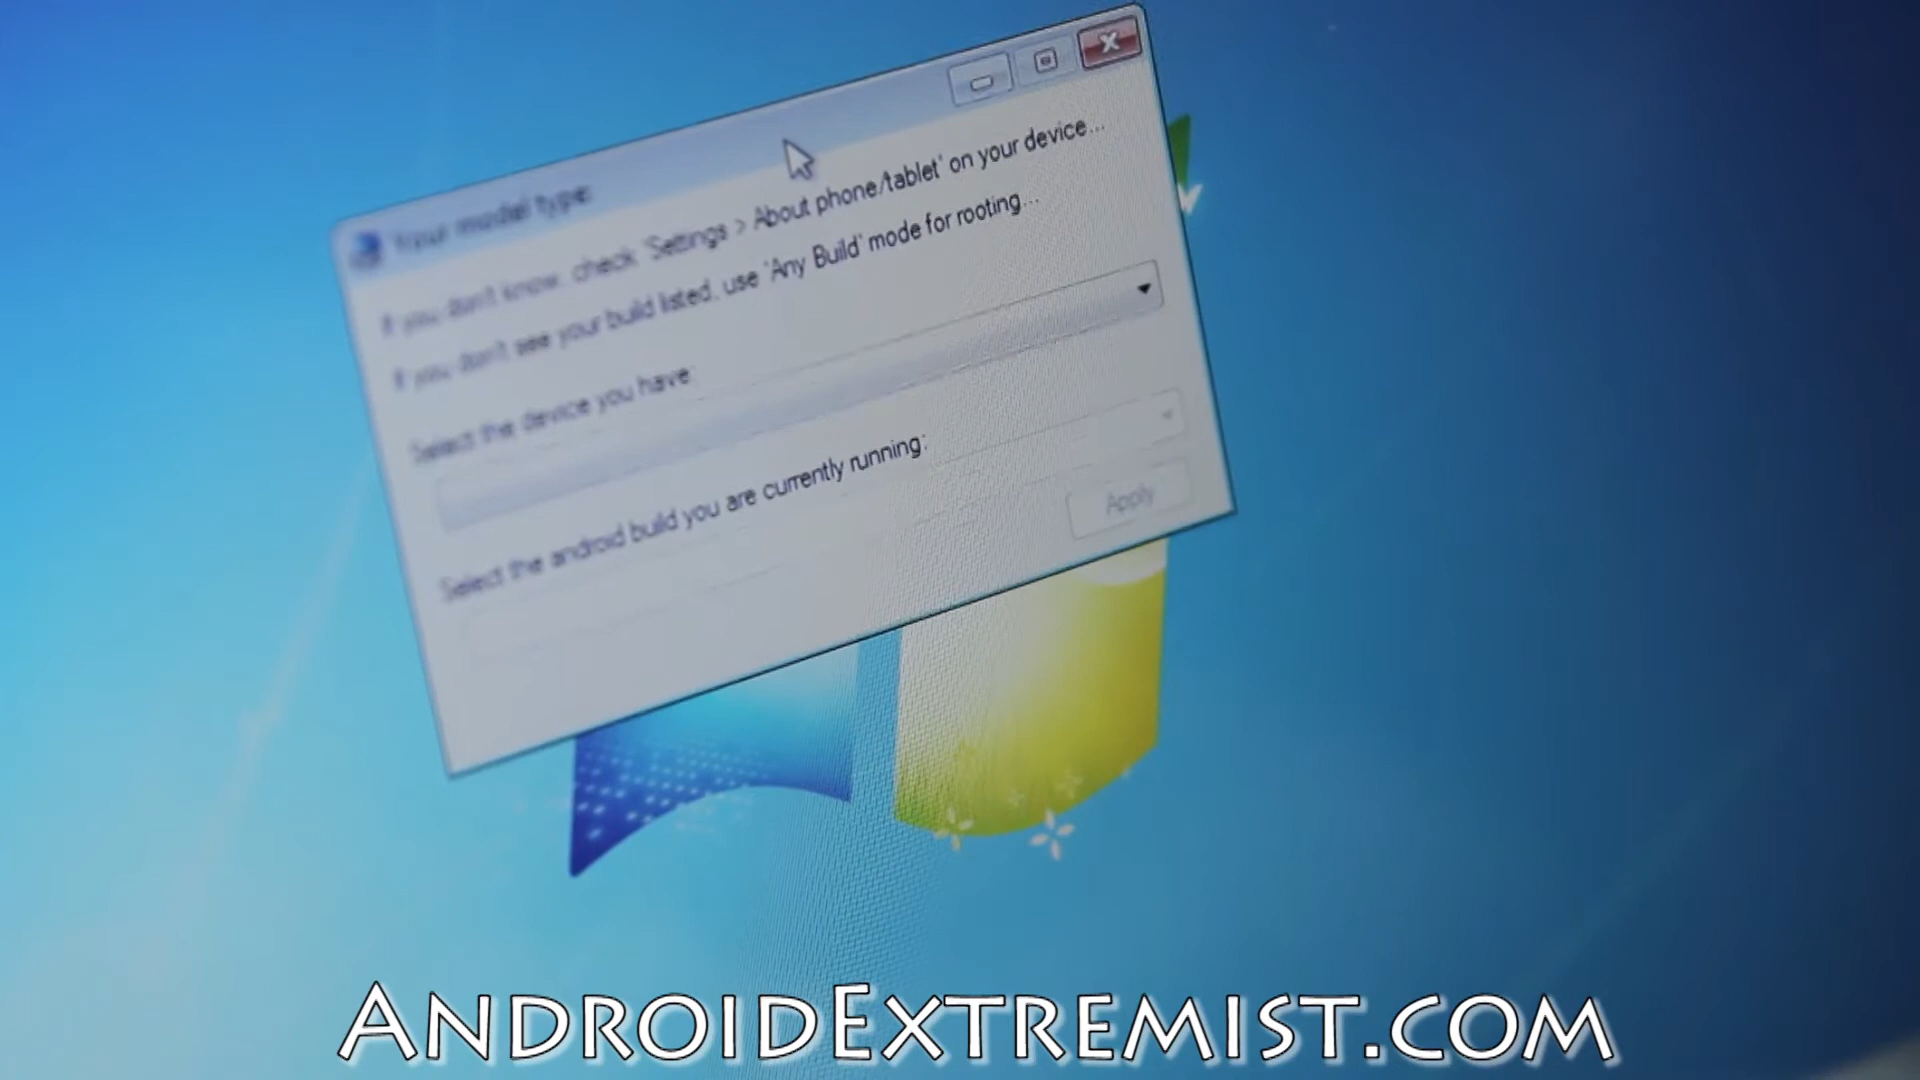 Your model type:
If you don't know, check 'Settings > About phone/tablet' on your device...
If you don't see your build listed, use 'Any Build' mode for rooting...
Select the device you have:
Select the android build you are currently running:
Apply
AndroidExtremist.com